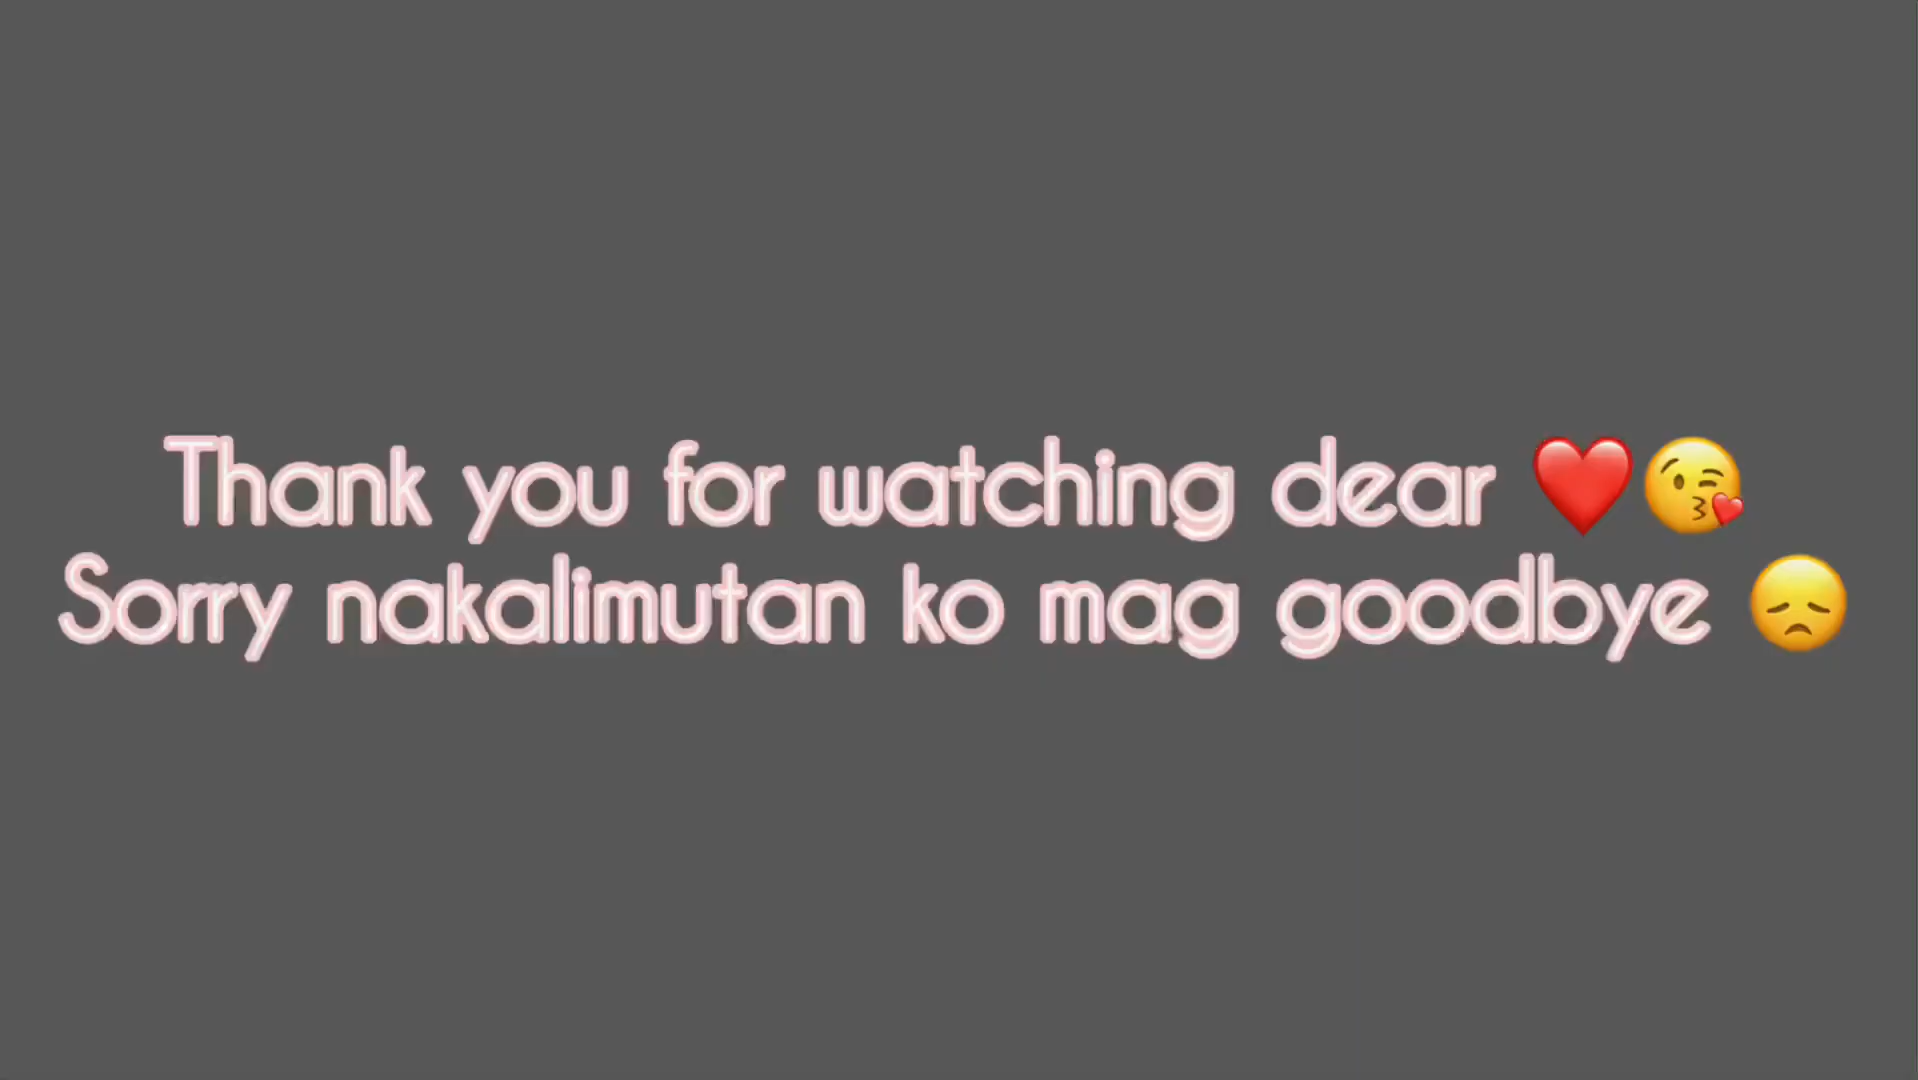 Thank you for watching dear ❤️😘
Sorry nakalimutan ko mag goodbye 😞